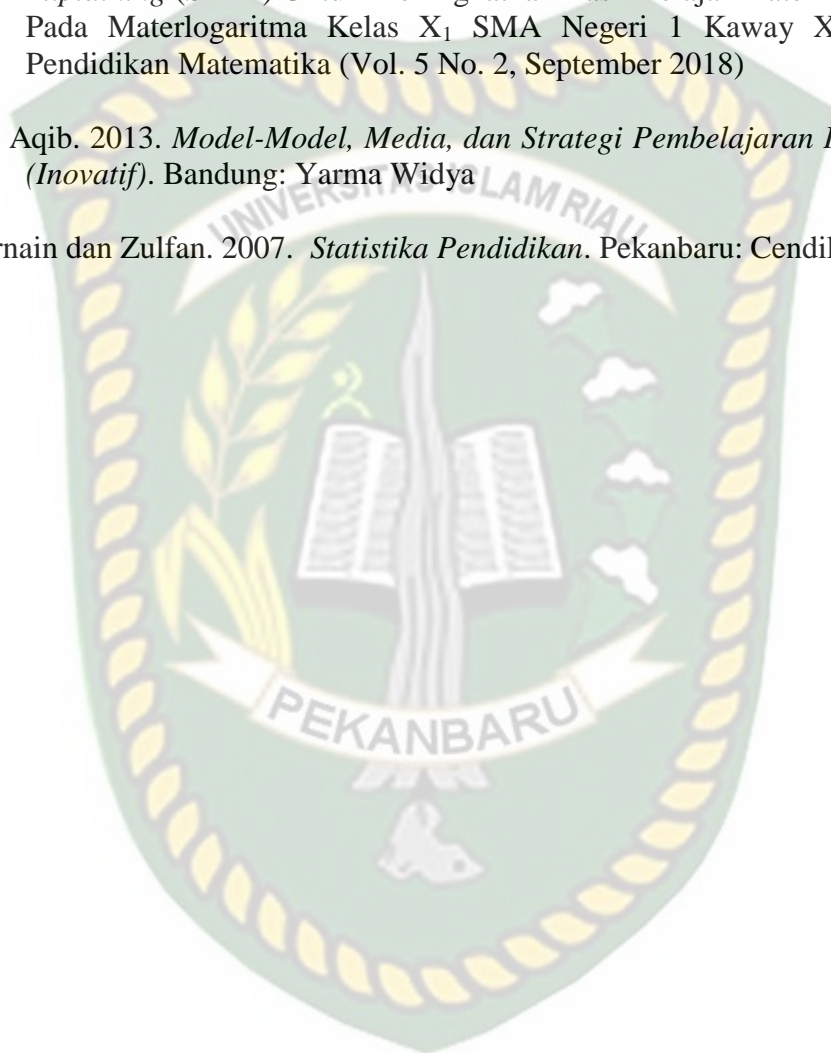 Pada Materlogaritma Kelas X₁ SMA Negeri 1 Kaway X
Pendidikan Matematika (Vol. 5 No. 2, September 2018)
Aqib. 2013. Model-Model, Media, dan Strategi Pembelajaran
(Inovatif). Bandung: Yarma Widya
dan Zulfan. 2007. Statistika Pendidikan. Pekanbaru:
UNIVERSITAS ISLAM RIAU
PEKANBARU